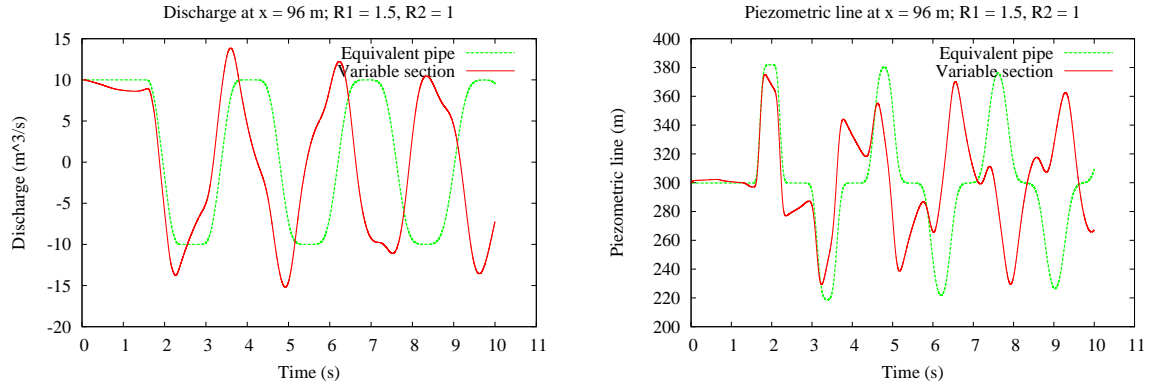 Discharge at x = 96 m; R1 = 1.5, R2 = 1
15
10
5
0
-5
-10
-15
-20
0 1 2 3 4 5 6 7 8 9 10 11
Discharge (m^3/s)
Time (s)
Equivalent pipe
Variable section
Piezometric line at x = 96 m; R1 = 1.5, R2 = 1
400
380
360
340
320
300
280
260
240
220
200
0 1 2 3 4 5 6 7 8 9 10 11
Piezometric line (m)
Time (s)
Equivalent pipe
Variable section